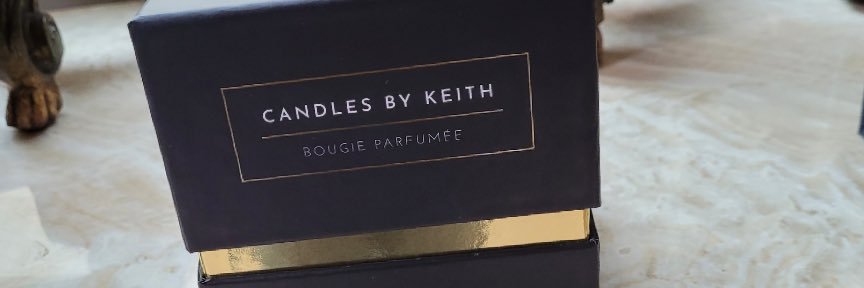 CANDLES BY KEITH
BOUGIE PARFUMÉE